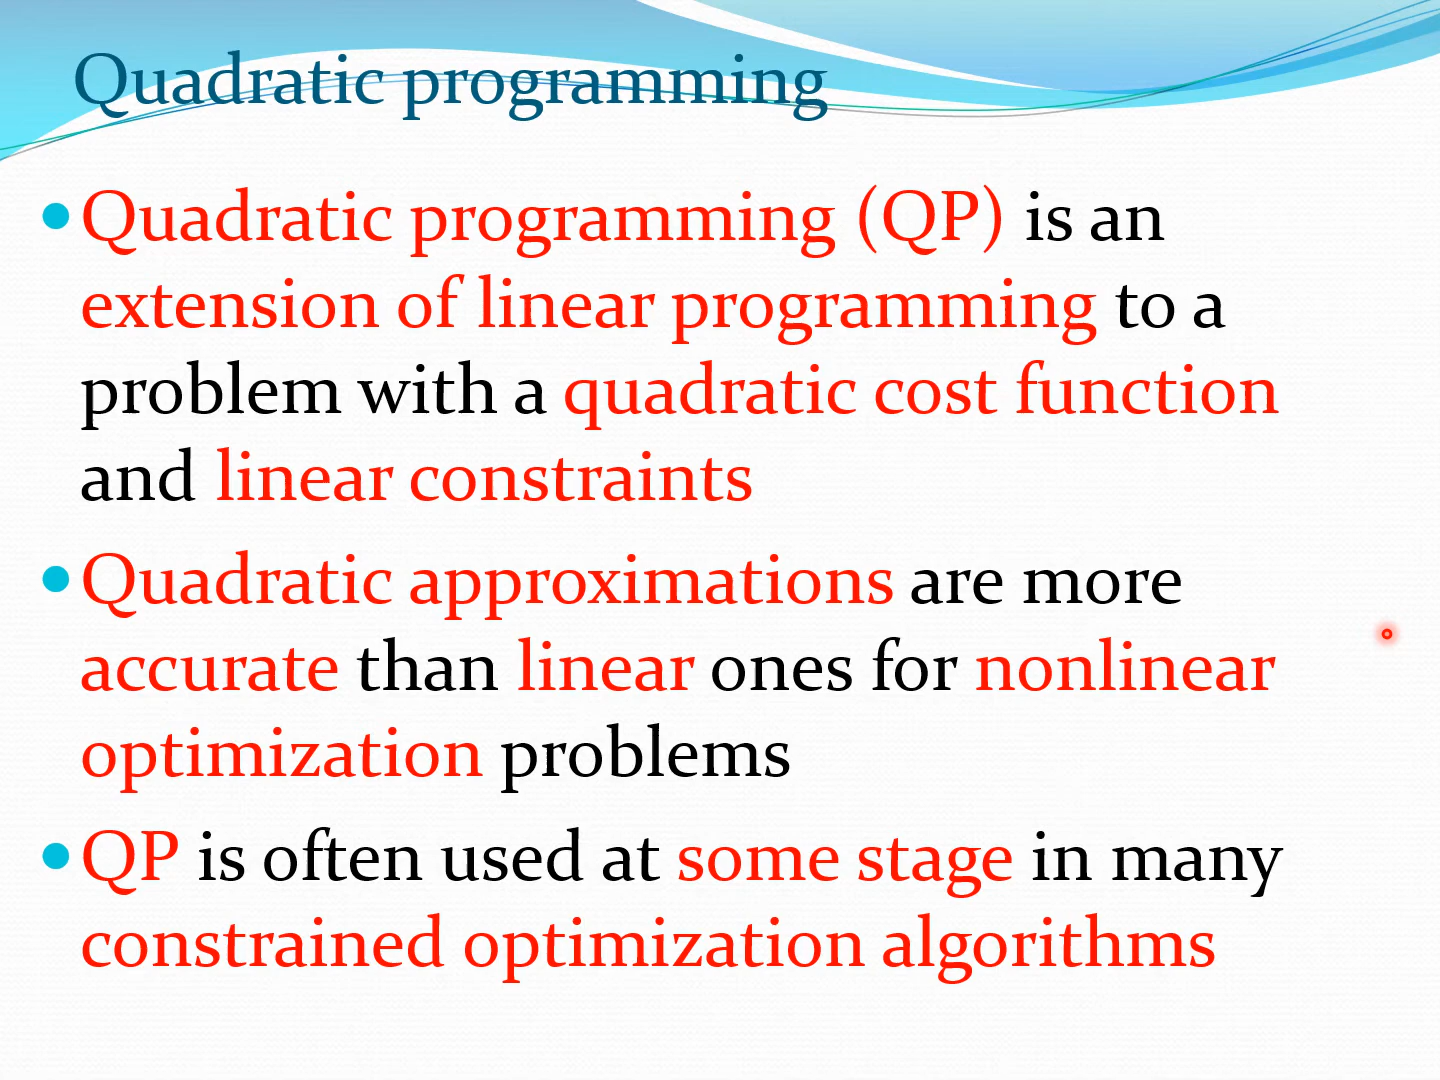 Quadratic programming
•Quadratic programming (QP) is an
extension of linear programming to a
problem with a quadratic cost function
and linear constraints
•Quadratic approximations are more
accurate than linear ones for nonlinear
optimization problems
•QP is often used at some stage in many
constrained optimization algorithms